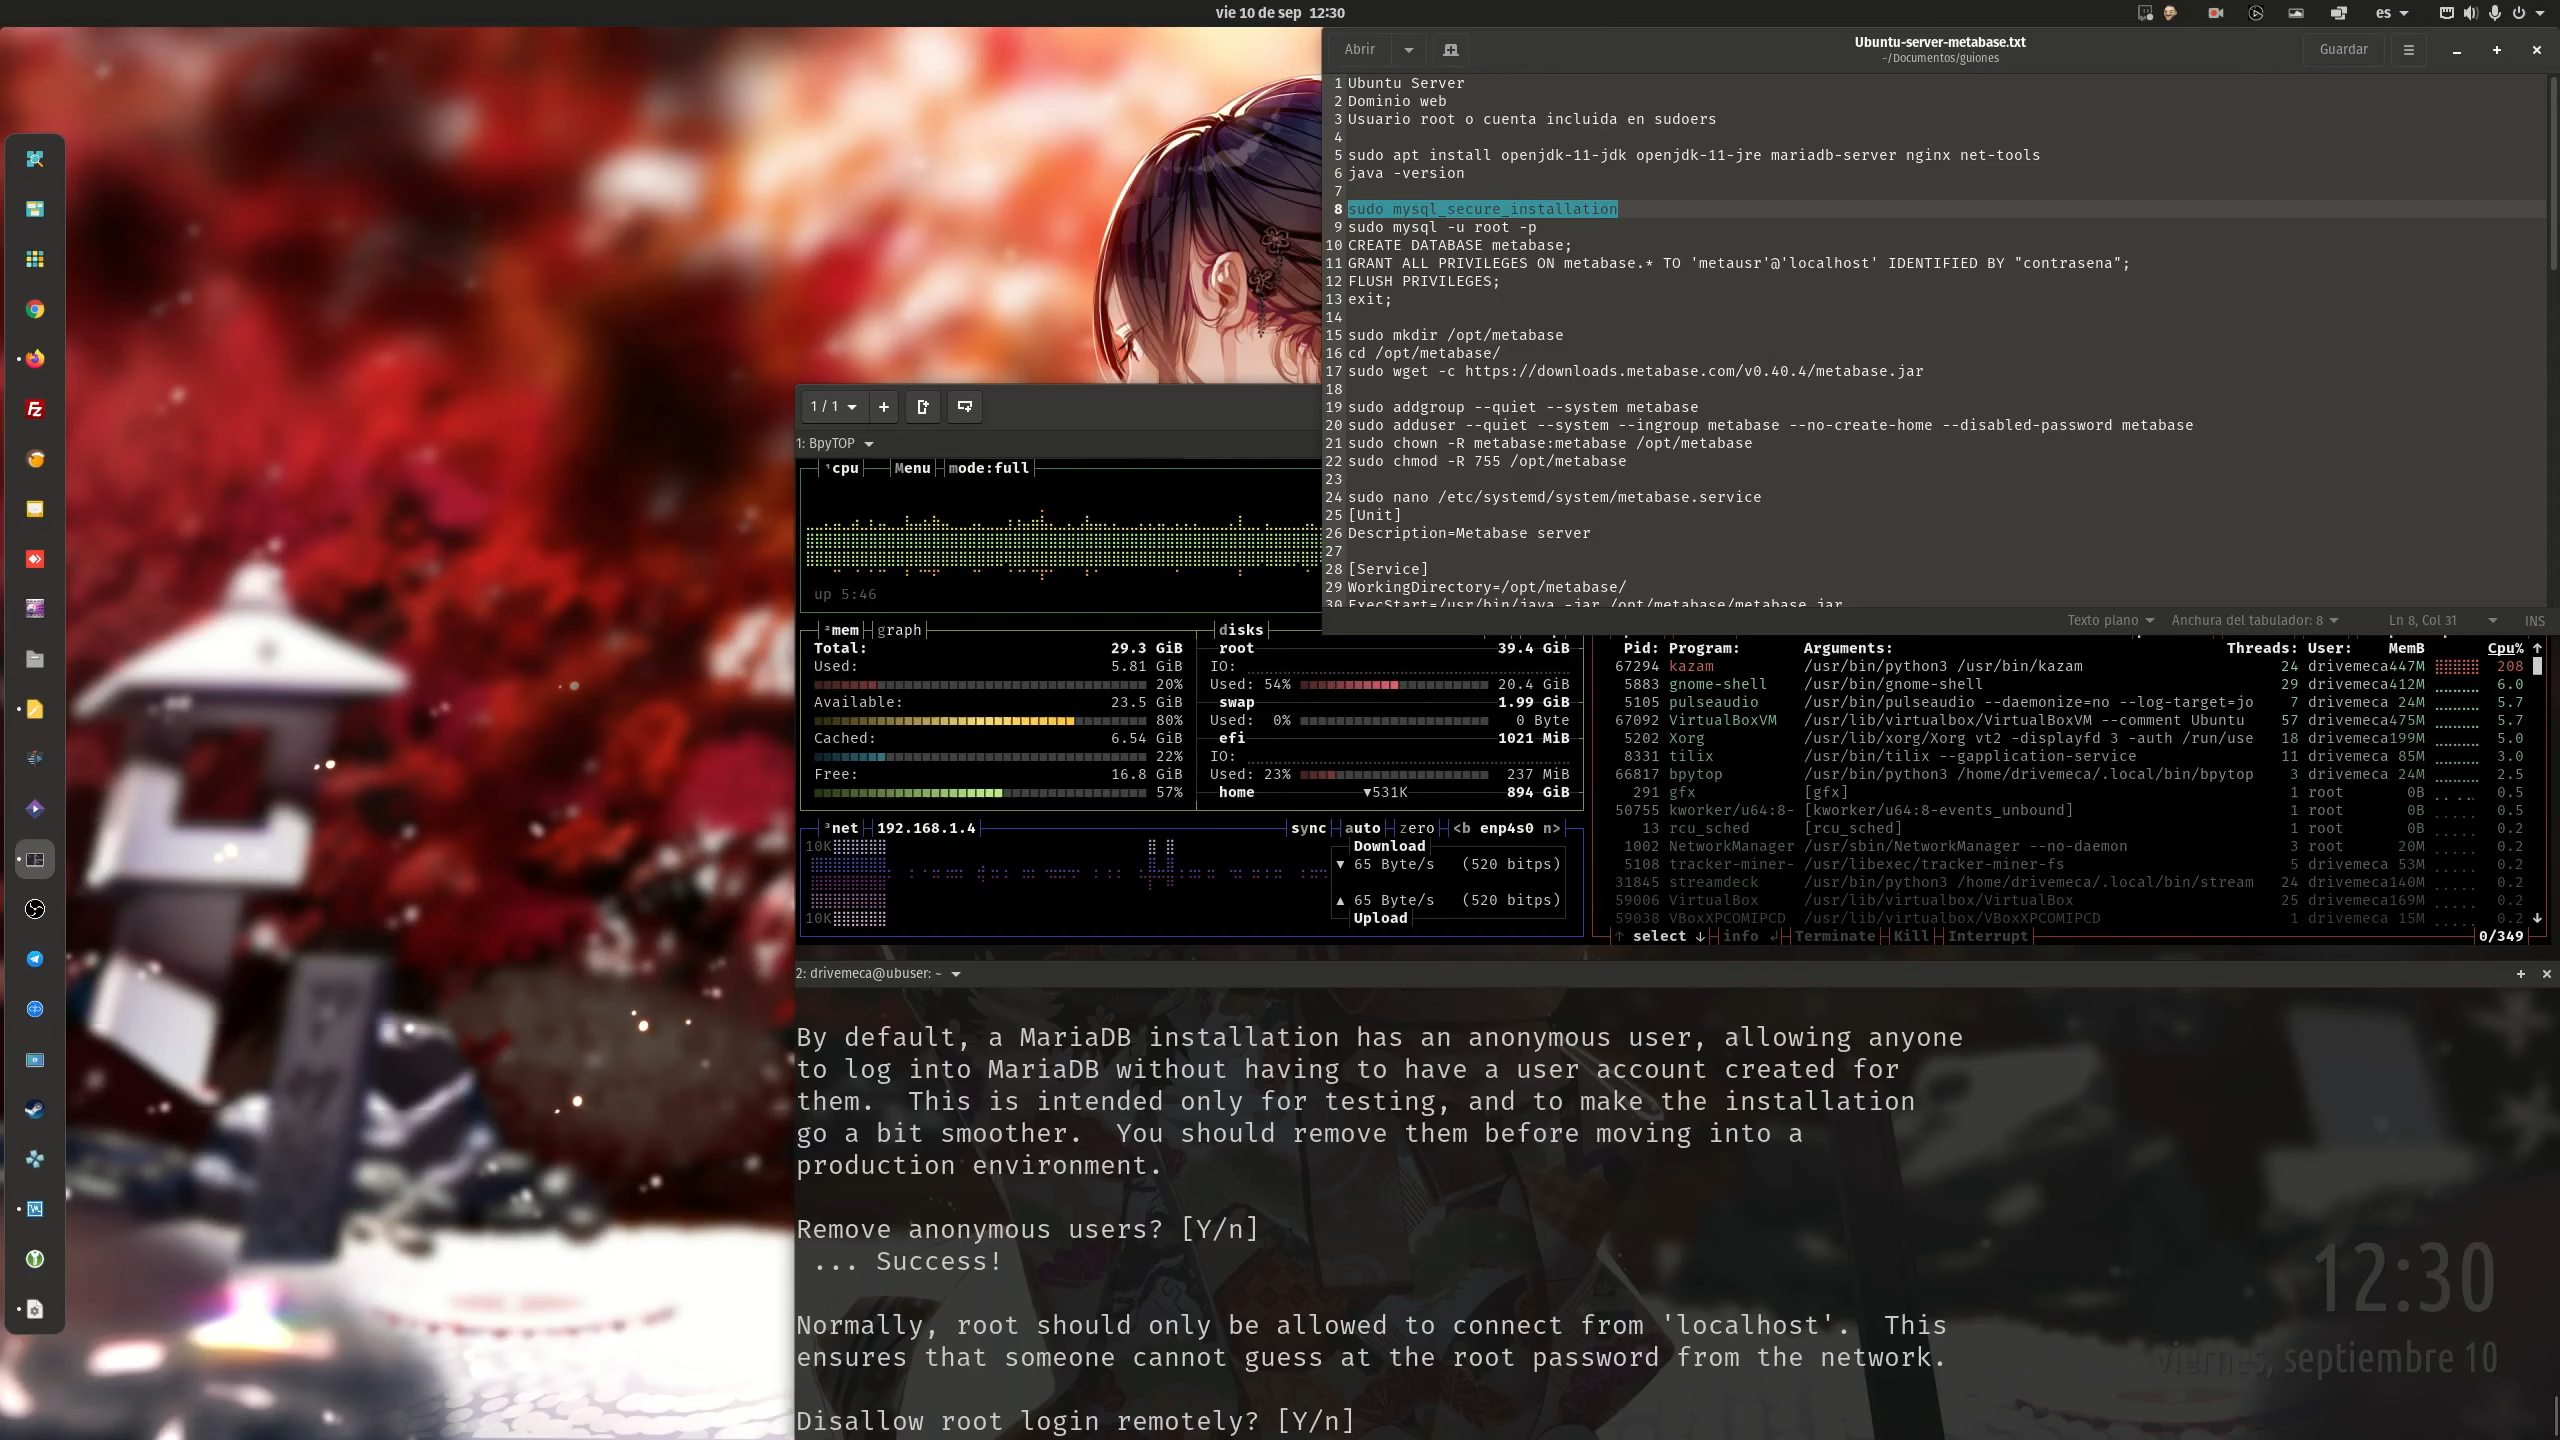 vie 10 de sep 12:30
es
Abrir
Ubuntu-server-metabase.txt
~/Documentos/guiones
Guardar
1 Ubuntu Server
2 Dominio web
3 Usuario root o cuenta incluida en sudoers
4
5 sudo apt install openjdk-11-jdk openjdk-11-jre mariadb-server nginx net-tools
6 java -version
7
8 sudo mysql_secure_installation
9 sudo mysql -u root -p
10 CREATE DATABASE metabase;
11 GRANT ALL PRIVILEGES ON metabase.* TO 'metausr'@'localhost' IDENTIFIED BY "contrasena";
12 FLUSH PRIVILEGES;
13 exit;
14
15 sudo mkdir /opt/metabase
16 cd /opt/metabase/
17 sudo wget -c https://downloads.metabase.com/v0.40.4/metabase.jar
18
19 sudo addgroup --quiet --system metabase
20 sudo adduser --quiet --system --ingroup metabase --no-create-home --disabled-password metabase
21 sudo chown -R metabase:metabase /opt/metabase
22 sudo chmod -R 755 /opt/metabase
23
24 sudo nano /etc/systemd/system/metabase.service
25 [Unit]
26 Description=Metabase server
27
28 [Service]
29 WorkingDirectory=/opt/metabase/
30 ExecStart=/usr/bin/java -jar /opt/metabase/metabase.jar
Texto plano Anchura del tabulador: 8 Ln 8, Col 31 INS
1 / 1
1: BpyTOP
¹cpu Menu mode:full
up 5:46
²mem graph
Total: 29.3 GiB
Used: 5.81 GiB
20%
Available: 23.5 GiB
80%
Cached: 6.54 GiB
22%
Free: 16.8 GiB
57%
disks
root 39.4 GiB
IO:
Used: 54% 20.4 GiB
swap 1.99 GiB
Used: 0% 0 Byte
efi 1021 MiB
IO:
Used: 23% 237 MiB
home ▼531K 894 GiB
³net 192.168.1.4 sync auto zero <b enp4s0 n>
10K
10K
Download
▼ 65 Byte/s (520 bitps)
▲ 65 Byte/s (520 bitps)
Upload
Pid: Program: Arguments: Threads: User: MemB Cpu% ↑
67294 kazam /usr/bin/python3 /usr/bin/kazam 24 drivemeca447M 208
5883 gnome-shell /usr/bin/gnome-shell 29 drivemeca412M 6.0
5105 pulseaudio /usr/bin/pulseaudio --daemonize=no --log-target=jo 7 drivemeca 24M 5.7
67092 VirtualBoxVM /usr/lib/virtualbox/VirtualBoxVM --comment Ubuntu 57 drivemeca475M 5.7
5202 Xorg /usr/lib/xorg/Xorg vt2 -displayfd 3 -auth /run/use 18 drivemeca199M 5.0
8331 tilix /usr/bin/tilix --gapplication-service 11 drivemeca 85M 3.0
66817 bpytop /usr/bin/python3 /home/drivemeca/.local/bin/bpytop 3 drivemeca 24M 2.5
291 gfx [gfx] 1 root 0B 0.5
50755 kworker/u64:8- [kworker/u64:8-events_unbound] 1 root 0B 0.5
13 rcu_sched [rcu_sched] 1 root 0B 0.2
1002 NetworkManager /usr/sbin/NetworkManager --no-daemon 3 root 20M 0.2
5108 tracker-miner- /usr/libexec/tracker-miner-fs 5 drivemeca 53M 0.2
31845 streamdeck /usr/bin/python3 /home/drivemeca/.local/bin/stream 24 drivemeca140M 0.2
59006 VirtualBox /usr/lib/virtualbox/VirtualBox 25 drivemeca169M 0.2
59038 VBoxXPCOMIPCD /usr/lib/virtualbox/VBoxXPCOMIPCD 1 drivemeca 15M 0.2 ↓
↑ select ↓ info ↲ Terminate Kill Interrupt 0/349
2: drivemeca@ubuser: ~
By default, a MariaDB installation has an anonymous user, allowing anyone
to log into MariaDB without having to have a user account created for
them.  This is intended only for testing, and to make the installation
go a bit smoother.  You should remove them before moving into a
production environment.
Remove anonymous users? [Y/n]
... Success!
Normally, root should only be allowed to connect from 'localhost'.  This
ensures that someone cannot guess at the root password from the network.
Disallow root login remotely? [Y/n]
12:30
viernes, septiembre 10